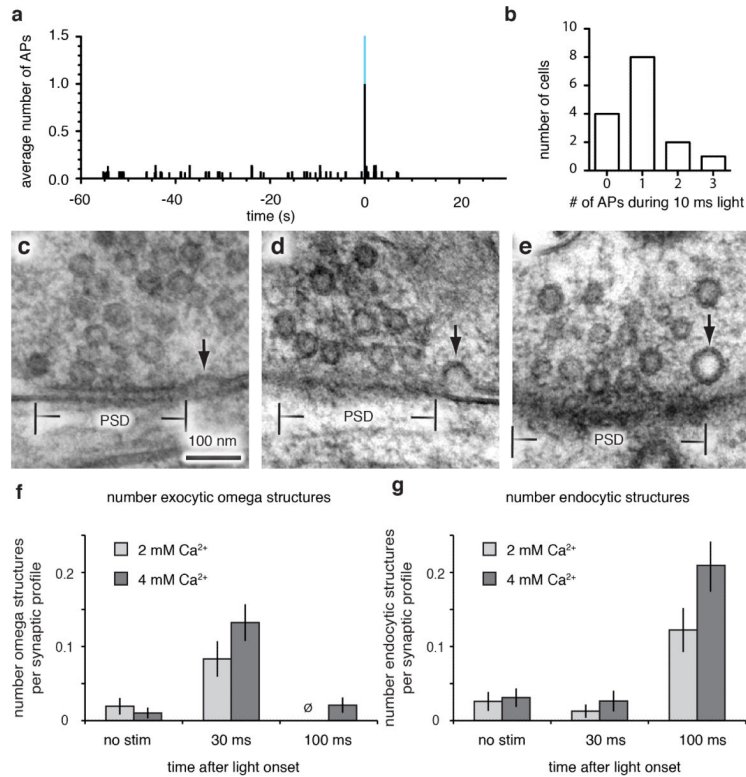 a
average number of APs
1.5
1.0
0.5
0.0
-60
-40
-20
0
20
time (s)
b
number of cells
10
8
6
4
2
0
0
1
2
3
# of APs during 10 ms light
c
PSD
100 nm
d
PSD
e
PSD
f
number exocytic omega structures
number omega structures
per synaptic profile
2 mM Ca²⁺
4 mM Ca²⁺
0.2
0.1
0
ø
no stim
30 ms
100 ms
time after light onset
g
number endocytic structures
number endocytic structures
per synaptic profile
2 mM Ca²⁺
4 mM Ca²⁺
0.2
0.1
0
no stim
30 ms
100 ms
time after light onset